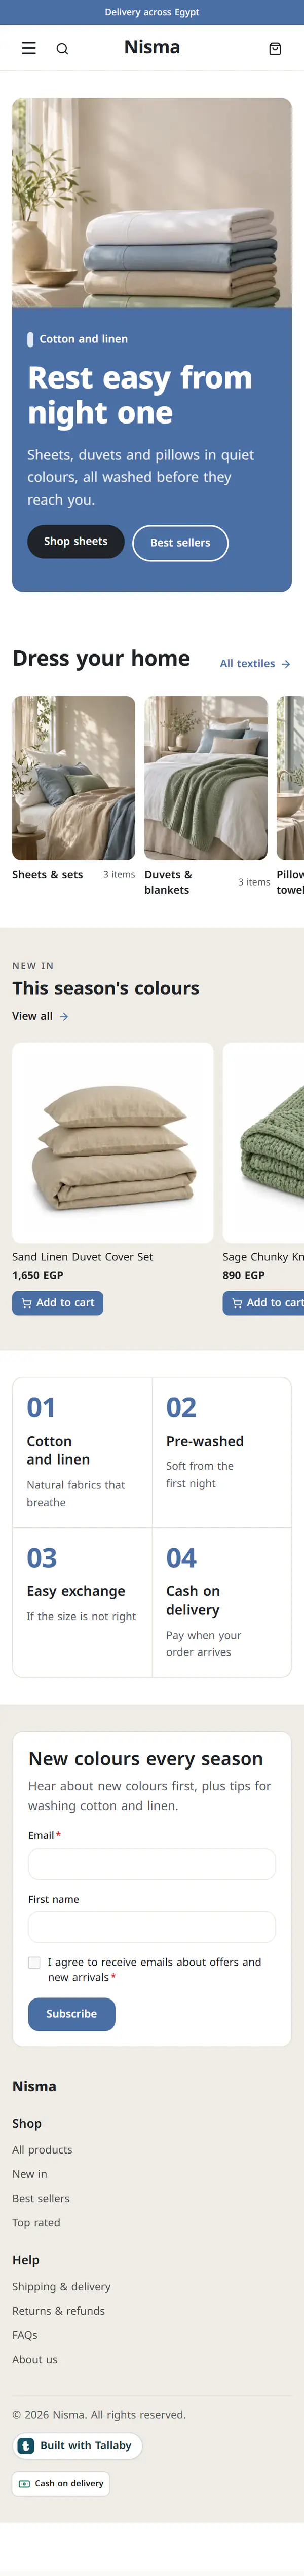 Delivery across Egypt
Nisma
Cotton and linen
Rest easy from
night one
Sheets, duvets and pillows in quiet
colours, all washed before they
reach you.
Shop sheets
Best sellers
Dress your home
All textiles
Sheets & sets
3 items
Duvets &
blankets
3 items
NEW IN
This season's colours
View all
Sand Linen Duvet Cover Set
1,650 EGP
Add to cart
Sage Chunky
890 EGP
Add to cart
01
Cotton
and linen
Natural fabrics that
breathe
02
Pre-washed
Soft from the
first night
03
Easy exchange
If the size is not right
04
Cash on
delivery
Pay when your
order arrives
New colours every season
Hear about new colours first, plus tips for
washing cotton and linen.
Email*
First name
I agree to receive emails about offers and
new arrivals*
Subscribe
Nisma
Shop
All products
New in
Best sellers
Top rated
Help
Shipping & delivery
Returns & refunds
FAQs
About us
© 2026 Nisma. All rights reserved.
t Built with Tallaby
Cash on delivery